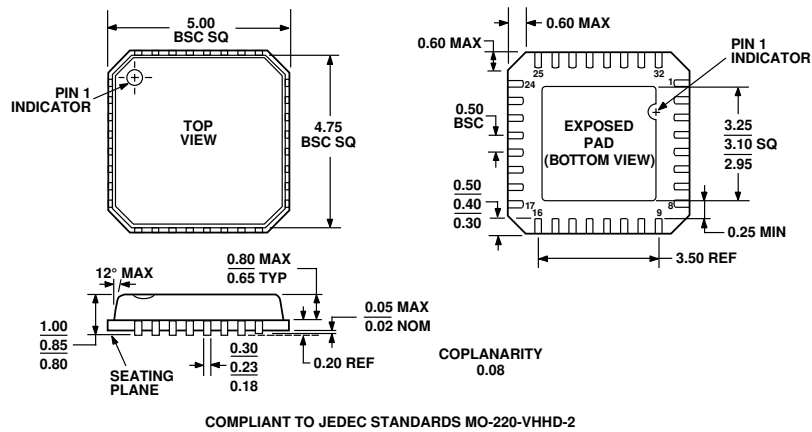 5.00
BSC SQ
PIN 1
INDICATOR
TOP
VIEW
4.75
BSC SQ
0.60 MAX
0.60 MAX
25
32
24
1
PIN 1
INDICATOR
0.50
BSC
EXPOSED
PAD
(BOTTOM VIEW)
3.25
3.10 SQ
2.95
0.50
0.40
0.30
17
16
9
8
0.25 MIN
3.50 REF
12° MAX
0.80 MAX
0.65 TYP
1.00
0.85
0.80
0.05 MAX
0.02 NOM
SEATING
PLANE
0.30
0.23
0.18
0.20 REF
COPLANARITY
0.08
COMPLIANT TO JEDEC STANDARDS MO-220-VHHD-2